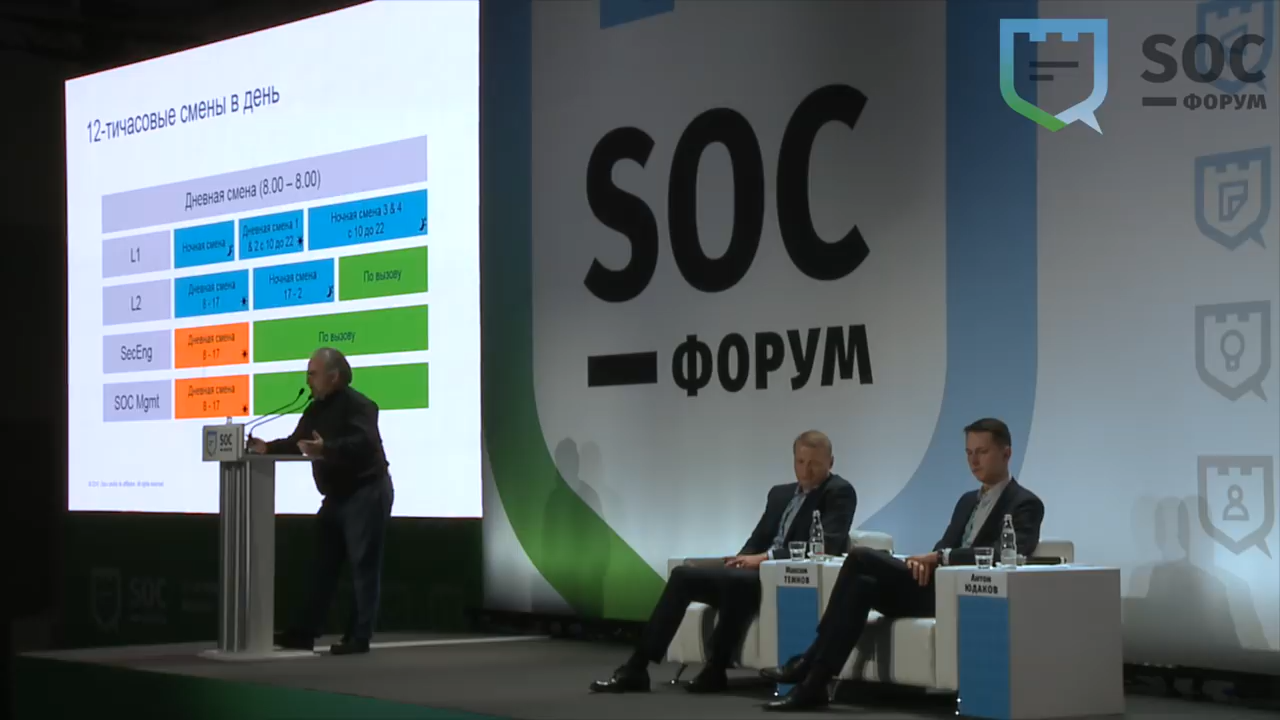 12-тичасовые смены в день
Дневная смена (8.00 – 8.00)
L1
Ночная смена
Дневная смена 1
& 2 с 10 до 22
Ночная смена 3 & 4
с 10 до 22
L2
Дневная смена
8 - 17
Ночная смена
17 - 2
По вызову
SecEng
Дневная смена
8 - 17
По вызову
SOC Mgmt
Дневная смена
8 - 17
SOC
ФОРУМ
SOC
ФОРУМ
SOC
Максим
ТЕМНОВ
Антон
ЮДАКОВ
SOC